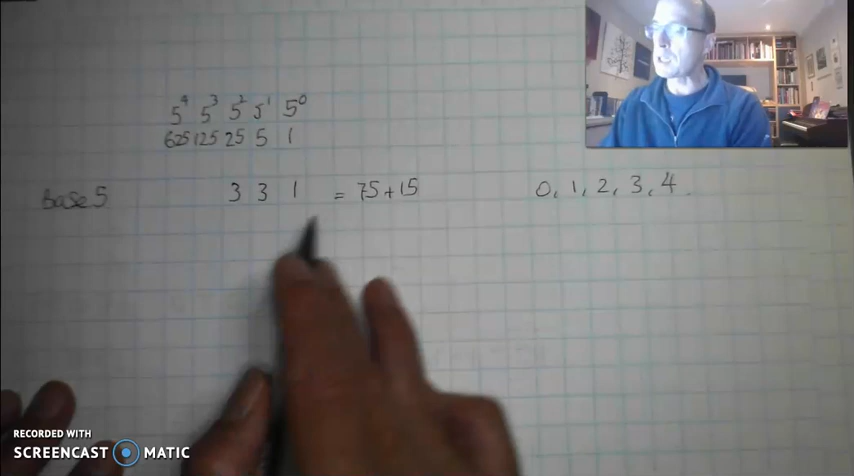 5⁴ 5³ 5² 5¹ 5⁰
625 125 25 5 1
Base 5 3 3 1 = 75+15 0, 1, 2, 3, 4
RECORDED WITH
SCREENCAST MATIC